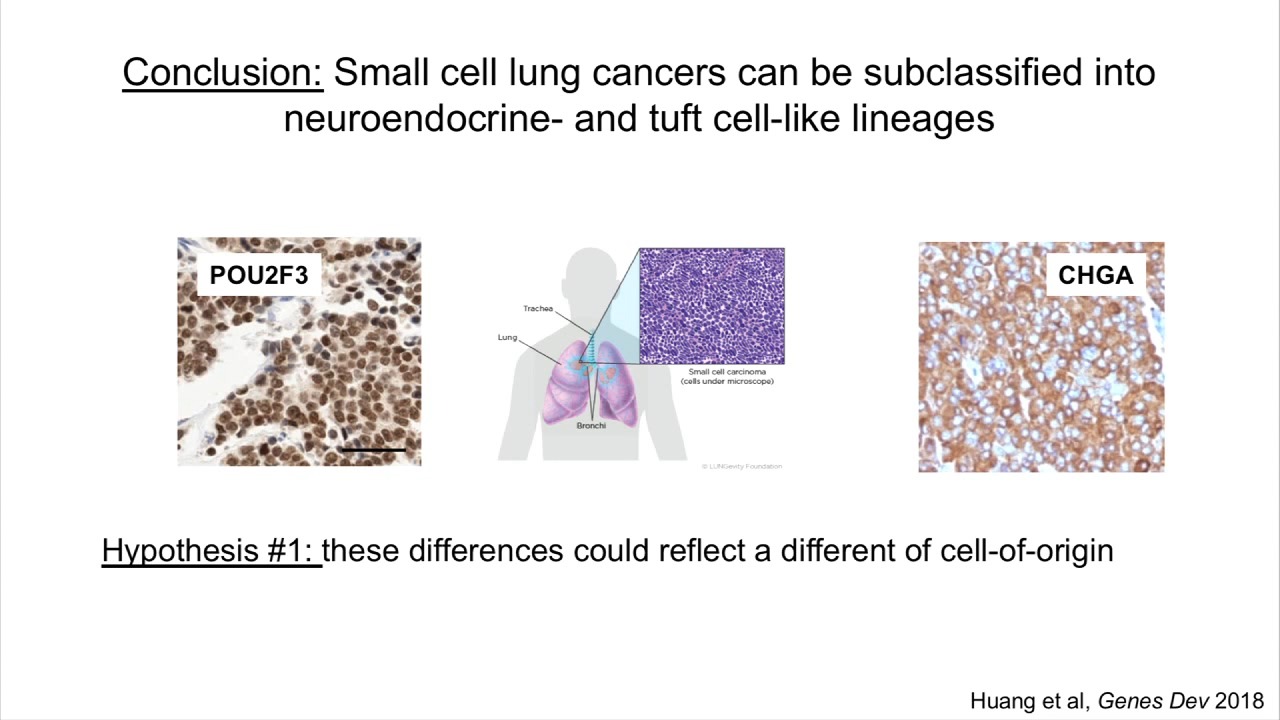 Conclusion: Small cell lung cancers can be subclassified into
neuroendocrine- and tuft cell-like lineages
POU2F3
Trachea
Lung
Small cell carcinoma
(cells under microscope)
Bronchi
© LUNGevity Foundation
CHGA
Hypothesis #1: these differences could reflect a different of cell-of-origin
Huang et al, Genes Dev 2018